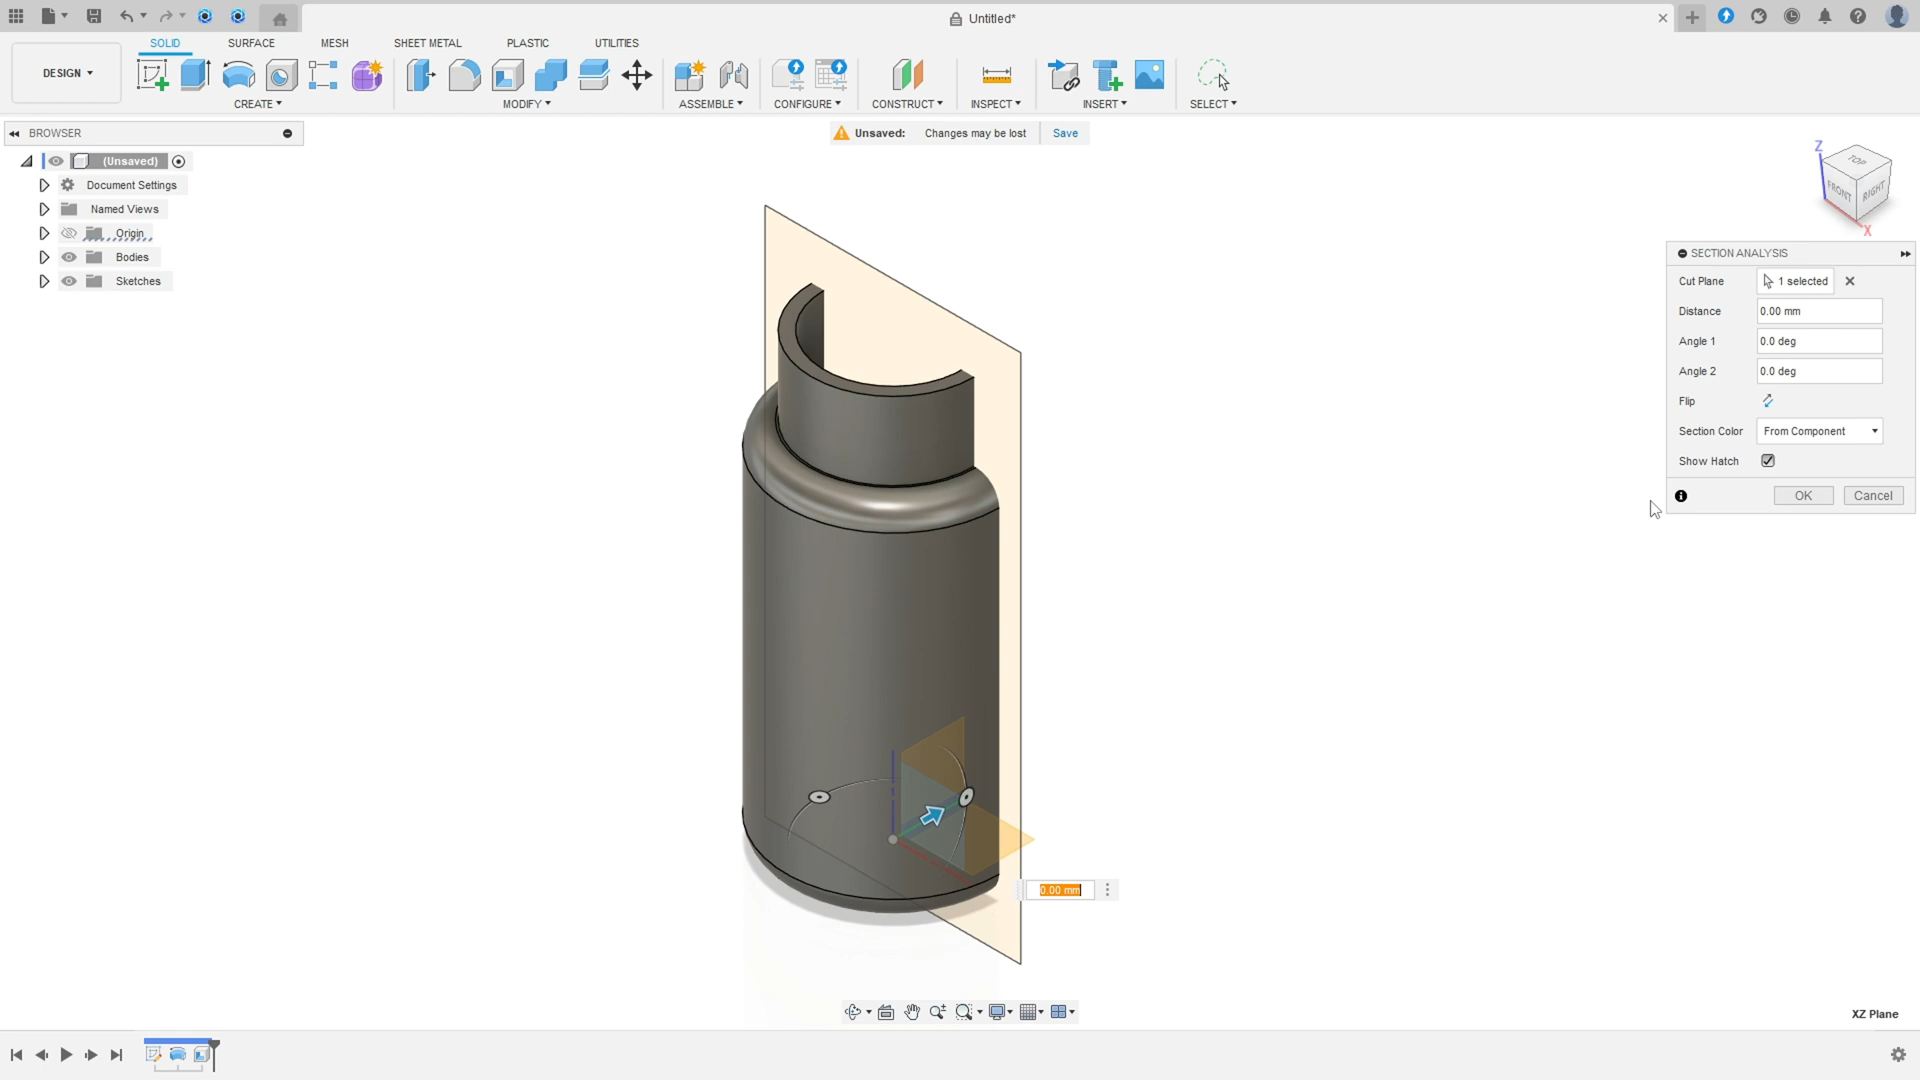 Untitled*
SOLID SURFACE MESH SHEET METAL PLASTIC UTILITIES
DESIGN
CREATE MODIFY ASSEMBLE CONFIGURE CONSTRUCT INSPECT INSERT SELECT
BROWSER
Unsaved: Changes may be lost Save
(Unsaved)
Document Settings
Named Views
Origin
Bodies
Sketches
Z
TOP
FRONT
RIGHT
X
SECTION ANALYSIS
Cut Plane 1 selected
Distance 0.00 mm
Angle 1 0.0 deg
Angle 2 0.0 deg
Flip
Section Color From Component
Show Hatch
OK Cancel
0.00 mm
XZ Plane